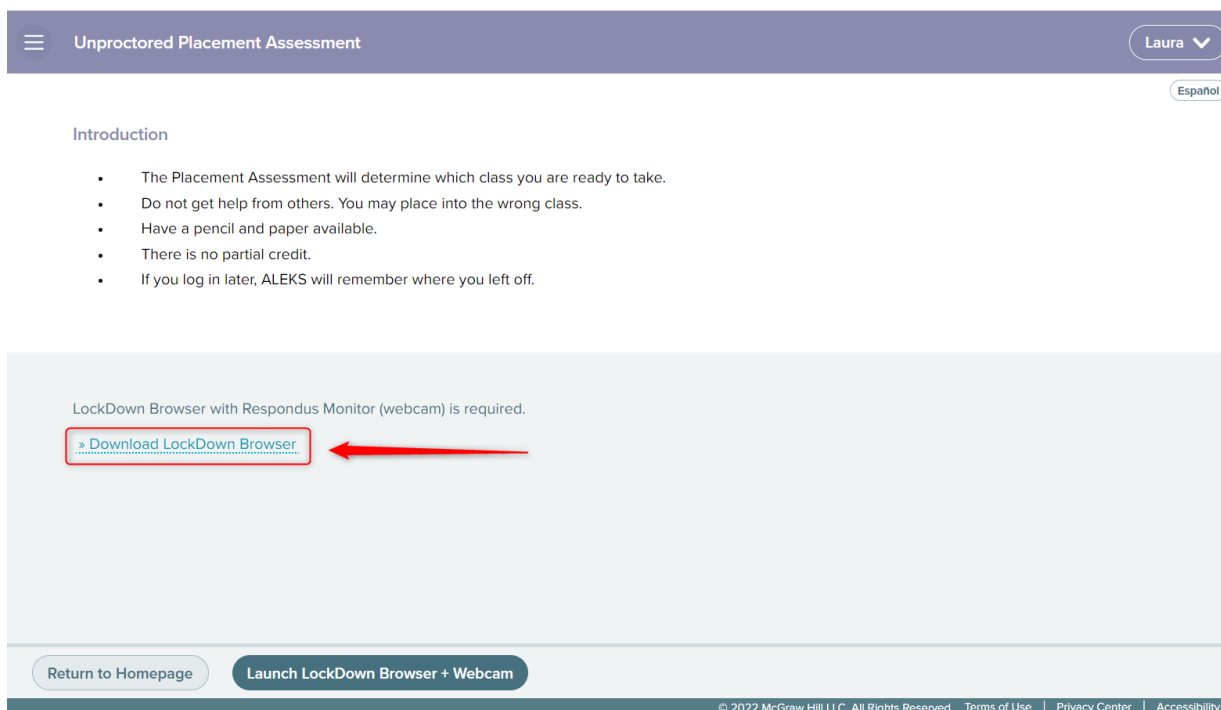 Unproctored Placement Assessment
Laura
Español
Introduction
• The Placement Assessment will determine which class you are ready to take.
• Do not get help from others. You may place into the wrong class.
• Have a pencil and paper available.
• There is no partial credit.
• If you log in later, ALEKS will remember where you left off.
LockDown Browser with Respondus Monitor (webcam) is required.
» Download LockDown Browser
Return to Homepage
Launch LockDown Browser + Webcam
© 2022 McGraw Hill LLC. All Rights Reserved. Terms of Use | Privacy Center | Accessibility